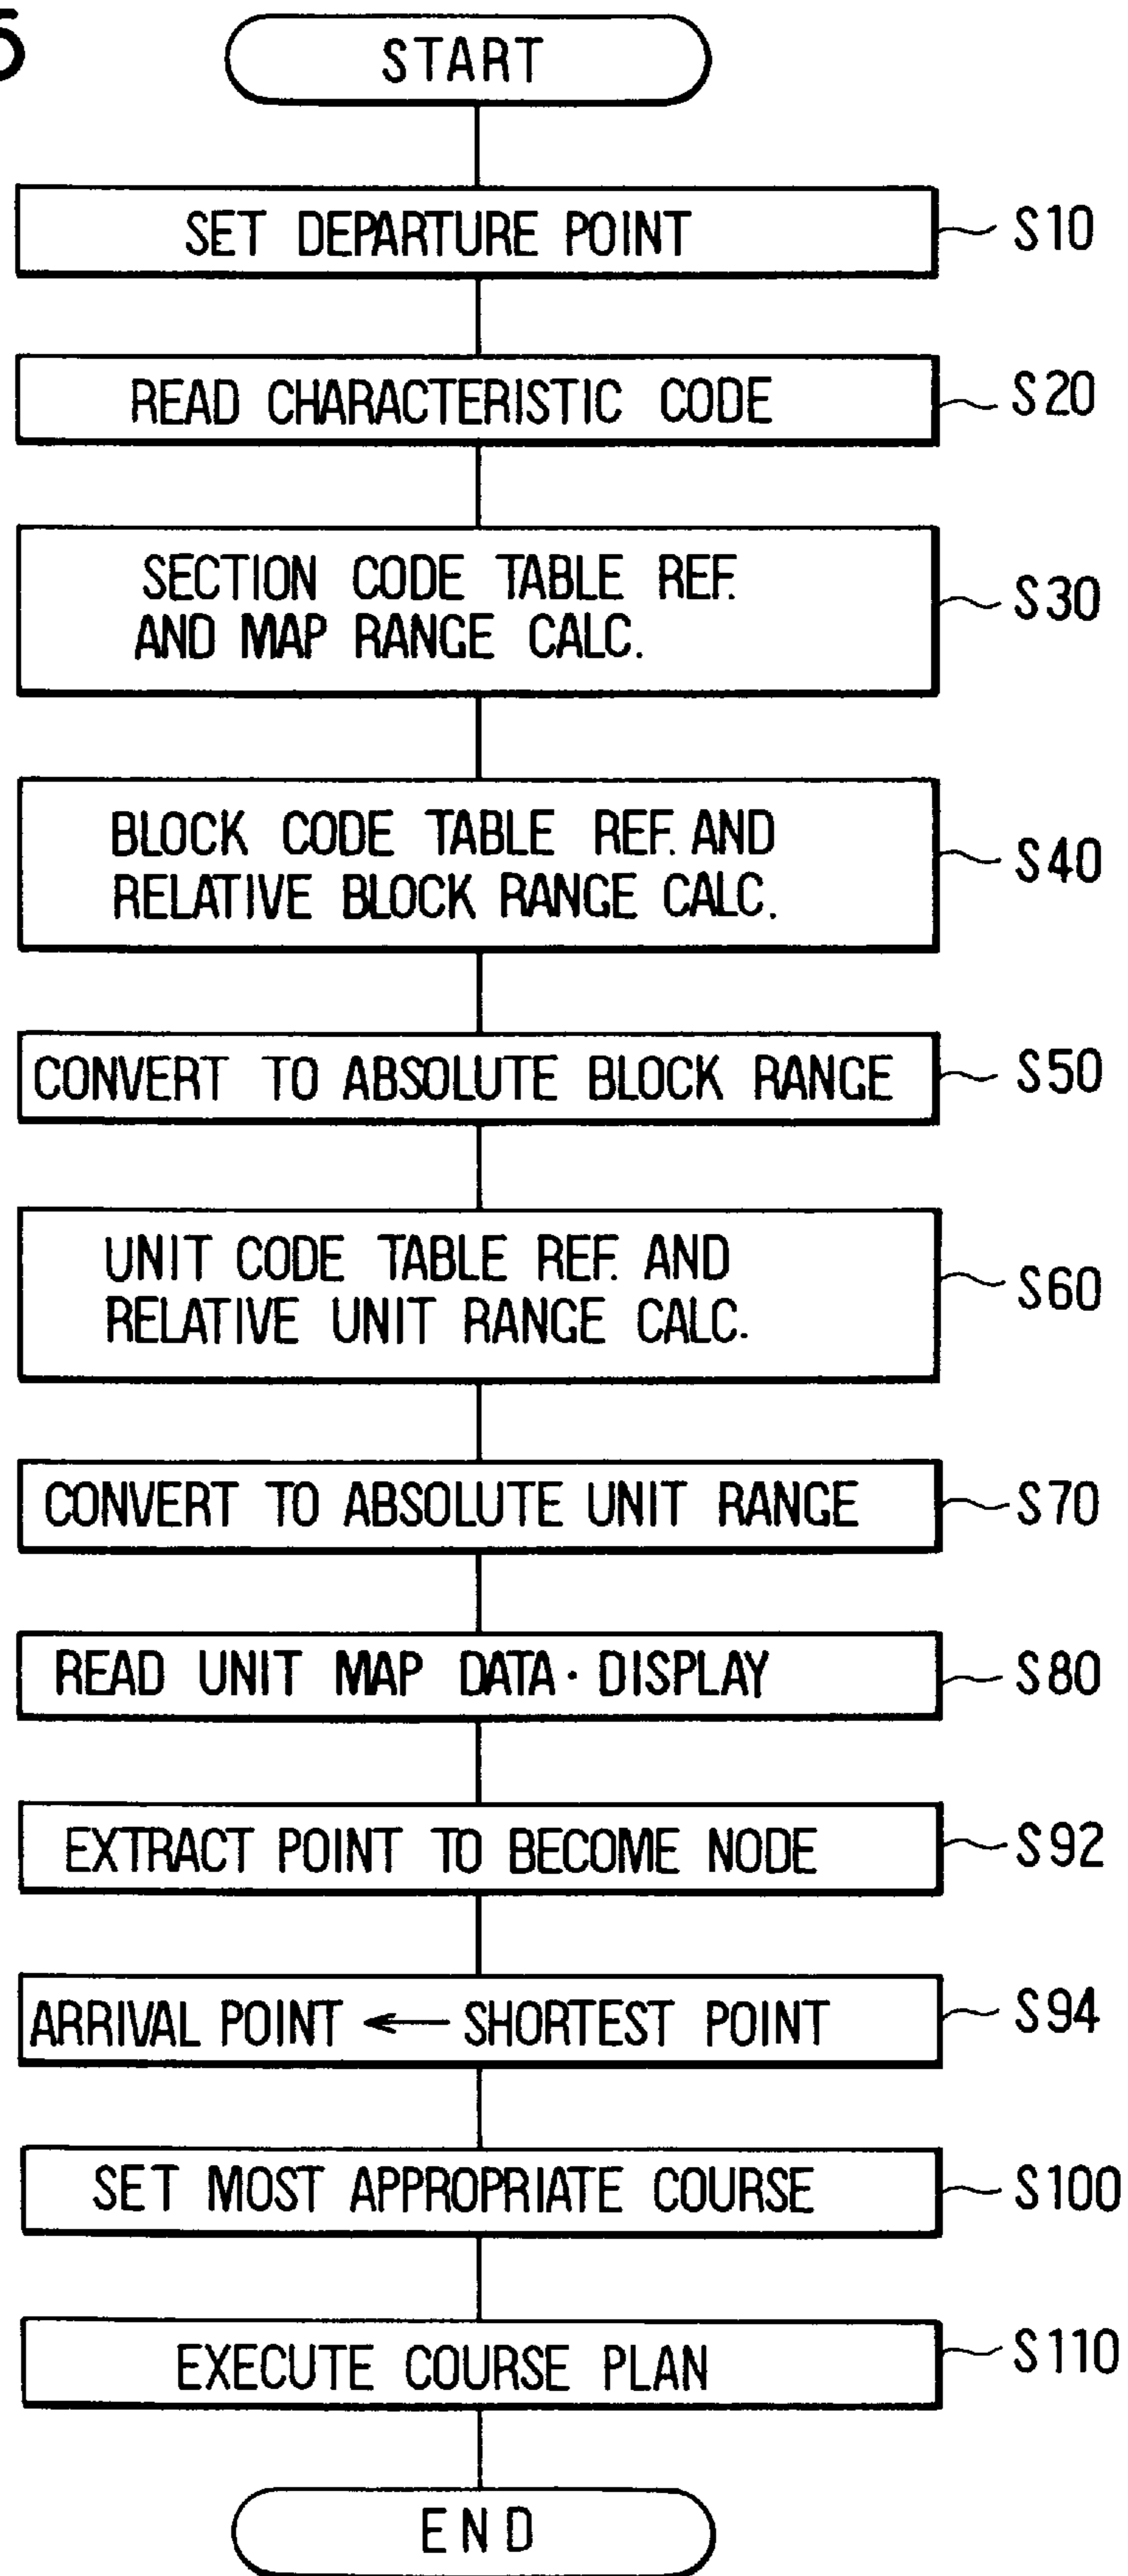 5
START
SET DEPARTURE POINT
S10
READ CHARACTERISTIC CODE
S20
SECTION CODE TABLE REF.
AND MAP RANGE CALC.
S30
BLOCK CODE TABLE REF. AND
RELATIVE BLOCK RANGE CALC.
S40
CONVERT TO ABSOLUTE BLOCK RANGE
S50
UNIT CODE TABLE REF. AND
RELATIVE UNIT RANGE CALC.
S60
CONVERT TO ABSOLUTE UNIT RANGE
S70
READ UNIT MAP DATA · DISPLAY
S80
EXTRACT POINT TO BECOME NODE
S92
ARRIVAL POINT ← SHORTEST POINT
S94
SET MOST APPROPRIATE COURSE
S100
EXECUTE COURSE PLAN
S110
END